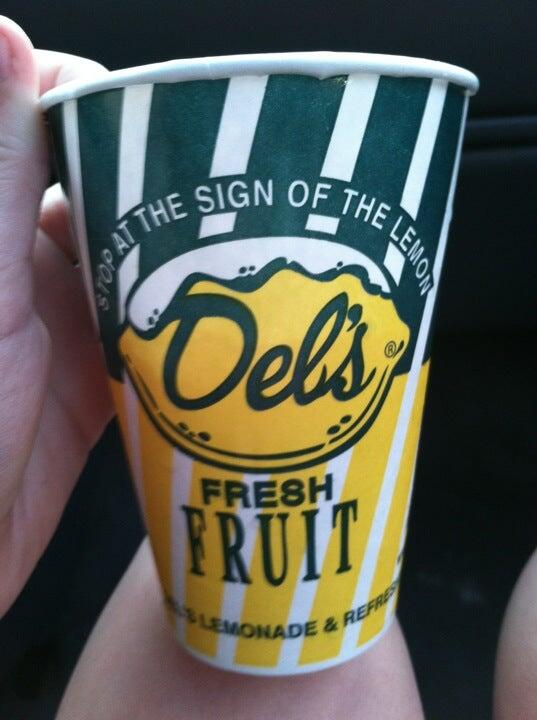 STOP AT THE SIGN OF THE LEMON
Del's ®
FRESH
FRUIT
LEMONADE &